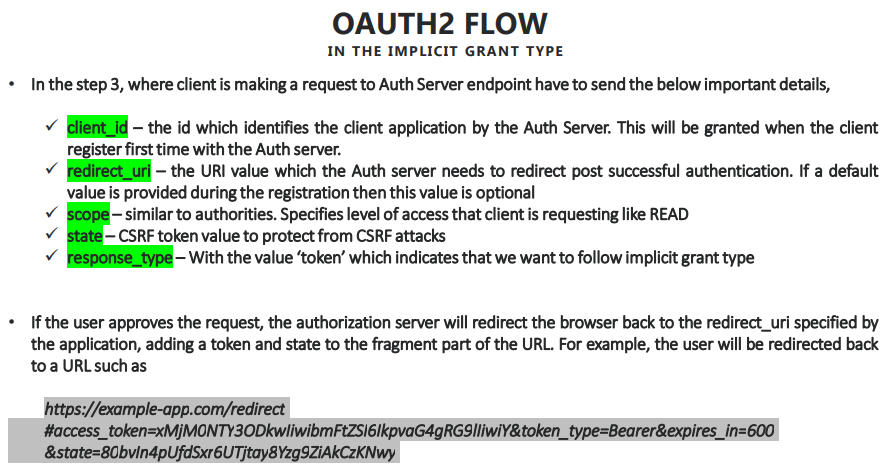 OAUTH2 FLOW
IN THE IMPLICIT GRANT TYPE
• In the step 3, where client is making a request to Auth Server endpoint have to send the below important details,
✓ client_id – the id which identifies the client application by the Auth Server. This will be granted when the client
register first time with the Auth server.
✓ redirect_uri – the URI value which the Auth server needs to redirect post successful authentication. If a default
value is provided during the registration then this value is optional
✓ scope – similar to authorities. Specifies level of access that client is requesting like READ
✓ state – CSRF token value to protect from CSRF attacks
✓ response_type – With the value ‘token’ which indicates that we want to follow implicit grant type
• If the user approves the request, the authorization server will redirect the browser back to the redirect_uri specified by
the application, adding a token and state to the fragment part of the URL. For example, the user will be redirected back
to a URL such as
https://example-app.com/redirect
#access_token=xMjM0NTY3ODkwIiwibmFtZSI6IkpvaG4gRG9lIiwiY&token_type=Bearer&expires_in=600
&state=80bvIn4pUfdSxr6UTjtay8Yzg9ZiAkCzKNwy